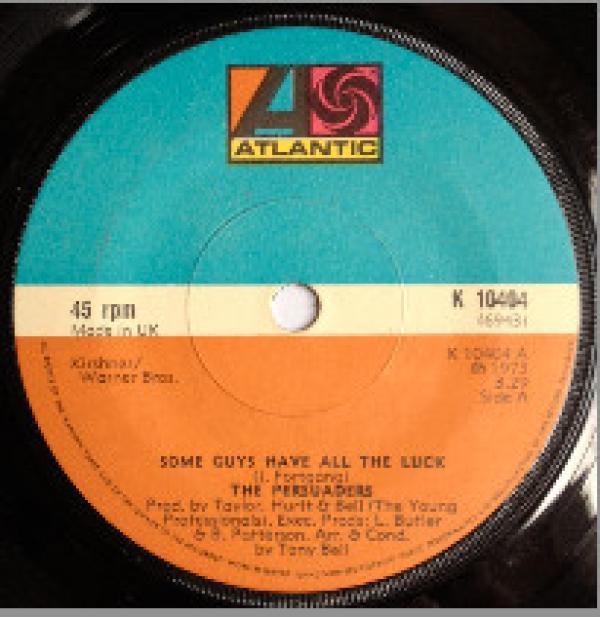 ATLANTIC
45 rpm
Made in UK
K 10404
Kirshner/
Warner Bros.
K 10404 A
℗ 1973
3.29
Side A
SOME GUYS HAVE ALL THE LUCK
THE PERSUADERS
Prod. by Taylor, Hurtt & Bell (The Young
Professionals). Exec. Prods: L. Butler
& B. Patterson. Arr. & Cond.
by Tony Bell